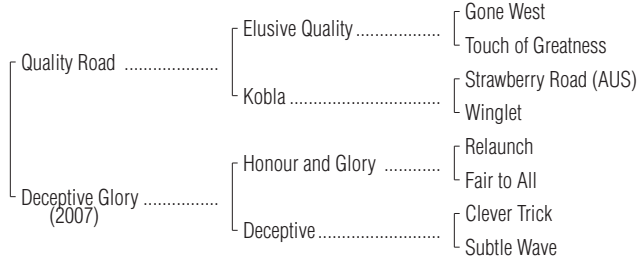 Gone West
Elusive Quality ..................
Touch of Greatness
Quality Road ....................
Strawberry Road (AUS)
Kobla ................................
Winglet
Relaunch
Honour and Glory ............
Fair to All
Deceptive Glory ................
(2007)
Clever Trick
Deceptive ..........................
Subtle Wave